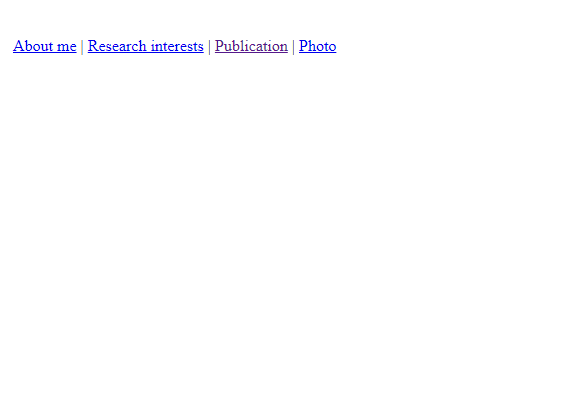 About me | Research interests | Publication | Photo